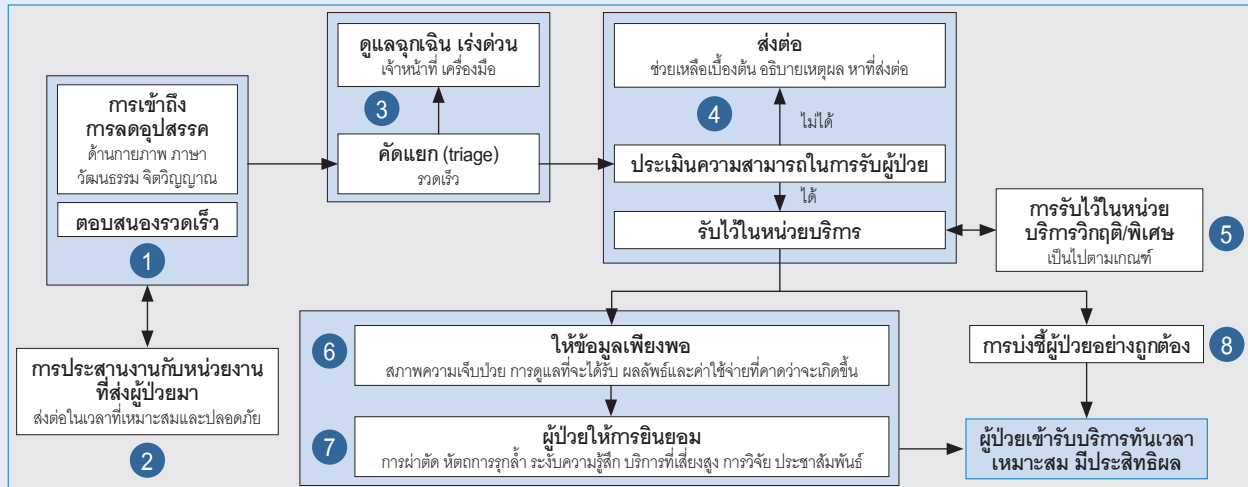 การเข้าถึง
การลดอุปสรรค
ด้านกายภาพ ภาษา
วัฒนธรรม จิตวิญญาณ
ตอบสนองรวดเร็ว
1
การประสานงานกับหน่วยงาน
ที่ส่งผู้ป่วยมา
ส่งต่อในเวลาที่เหมาะสมและปลอดภัย
2
ดูแลฉุกเฉิน เร่งด่วน
เจ้าหน้าที่ เครื่องมือ
3
คัดแยก (triage)
รวดเร็ว
ส่งต่อ
ช่วยเหลือเบื้องต้น อธิบายเหตุผล หาที่ส่งต่อ
4
ไม่ได้
ประเมินความสามารถในการรับผู้ป่วย
ได้
รับไว้ในหน่วยบริการ
การรับไว้ในหน่วย
บริการวิกฤติ/พิเศษ
เป็นไปตามเกณฑ์
5
6
ให้ข้อมูลเพียงพอ
สภาพความเจ็บป่วย การดูแลที่จะได้รับ ผลลัพธ์และค่าใช้จ่ายที่คาดว่าจะเกิดขึ้น
7
ผู้ป่วยให้การยินยอม
การผ่าตัด หัตถการรุกล้ำ ระงับความรู้สึก บริการที่เสี่ยงสูง การวิจัย ประชาสัมพันธ์
การบ่งชี้ผู้ป่วยอย่างถูกต้อง
8
ผู้ป่วยเข้ารับบริการทันเวลา
เหมาะสม มีประสิทธิผล